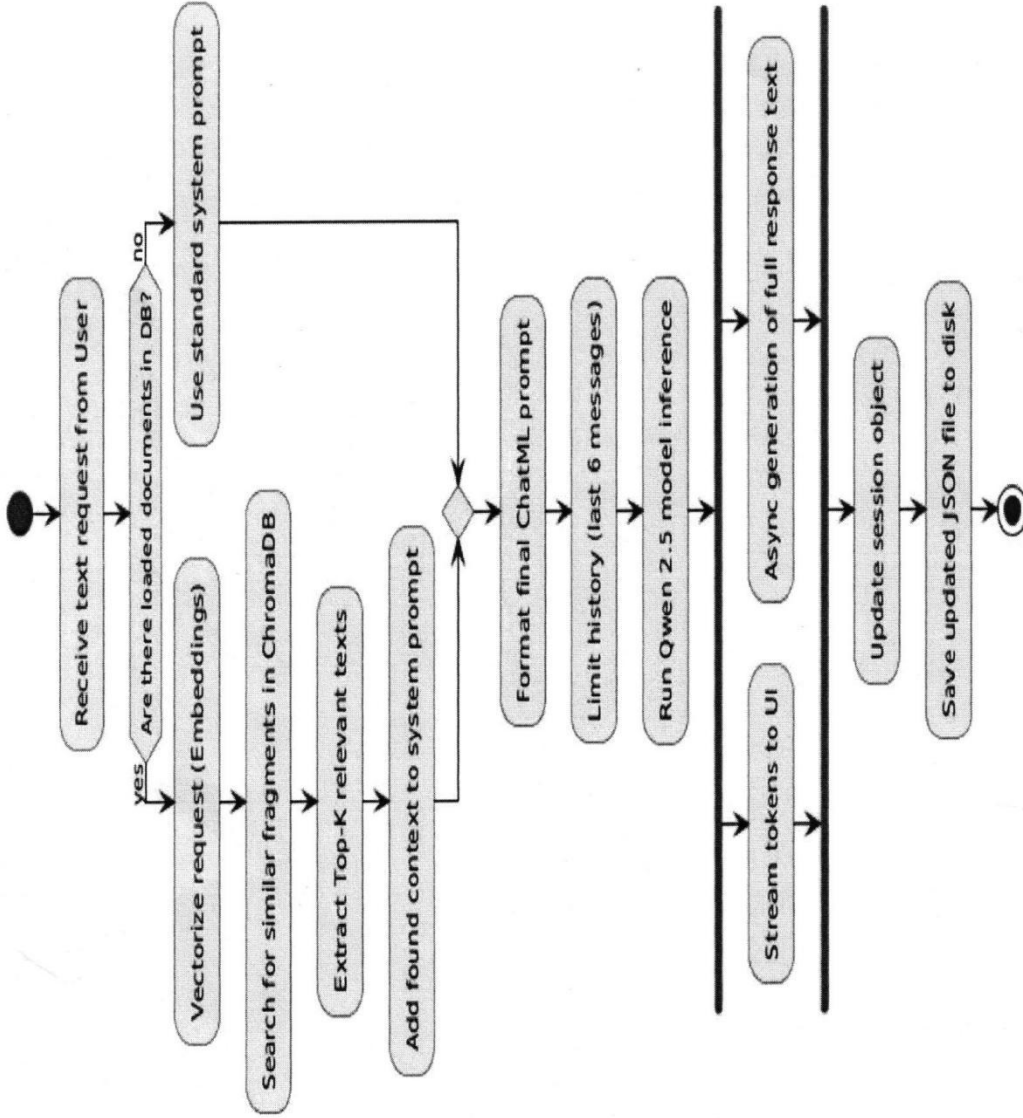 Receive text request from User
Are there loaded documents in DB?
yes
no
Vectorize request (Embeddings)
Search for similar fragments in ChromaDB
Extract Top-K relevant texts
Add found context to system prompt
Use standard system prompt
Format final ChatML prompt
Limit history (last 6 messages)
Run Qwen 2.5 model inference
Stream tokens to UI
Async generation of full response text
Update session object
Save updated JSON file to disk